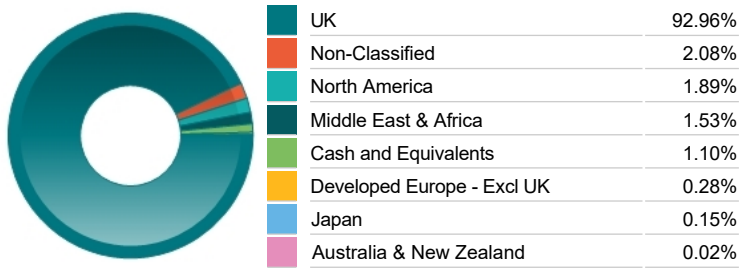 UK 92.96%
Non-Classified 2.08%
North America 1.89%
Middle East & Africa 1.53%
Cash and Equivalents 1.10%
Developed Europe - Excl UK 0.28%
Japan 0.15%
Australia & New Zealand 0.02%